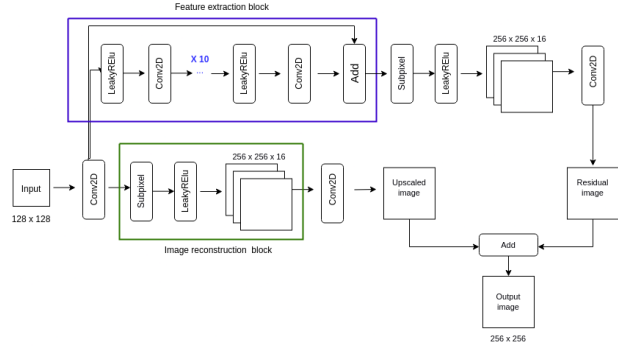 Feature extraction block
256 x 256 x 16
LeakyRElu
Conv2D
X 10
...
LeakyRElu
Conv2D
Add
Subpixel
LeakyRElu
Conv2D
256 x 256 x 16
Input
128 x 128
Conv2D
Subpixel
LeakyRElu
Conv2D
Upscaled
image
Residual
image
Image reconstruction block
Add
Output
image
256 x 256